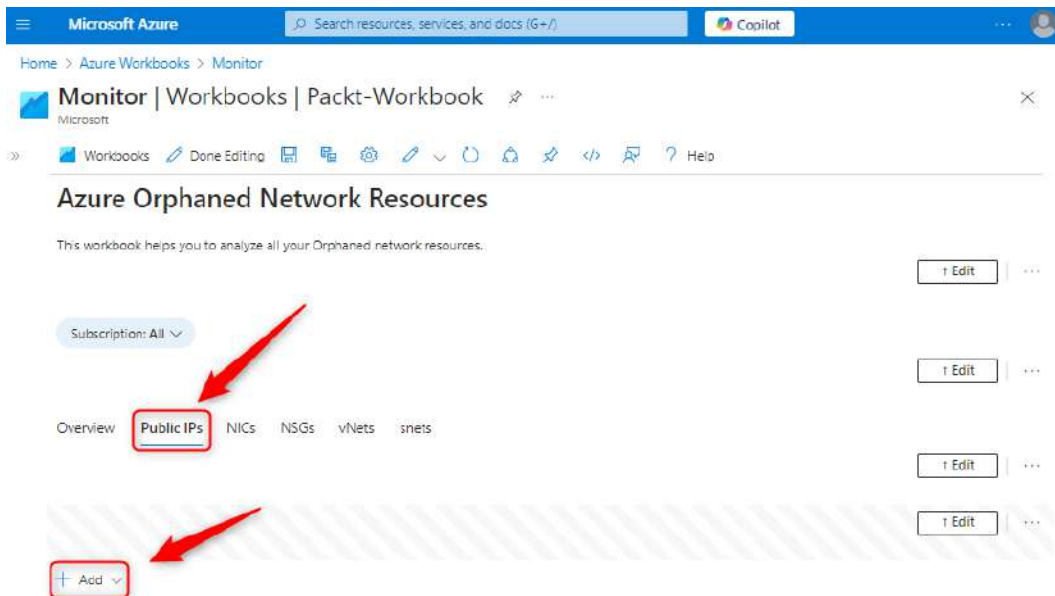 Microsoft Azure
Search resources, services, and docs (G+/)
Copilot
Home > Azure Workbooks > Monitor
Monitor | Workbooks | Packt-Workbook
Microsoft
Workbooks Done Editing </> ? Help
Azure Orphaned Network Resources
This workbook helps you to analyze all your Orphaned network resources.
↑ Edit
Subscription: All
↑ Edit
Overview Public IPs NICs NSGs vNets snets
↑ Edit
↑ Edit
+ Add